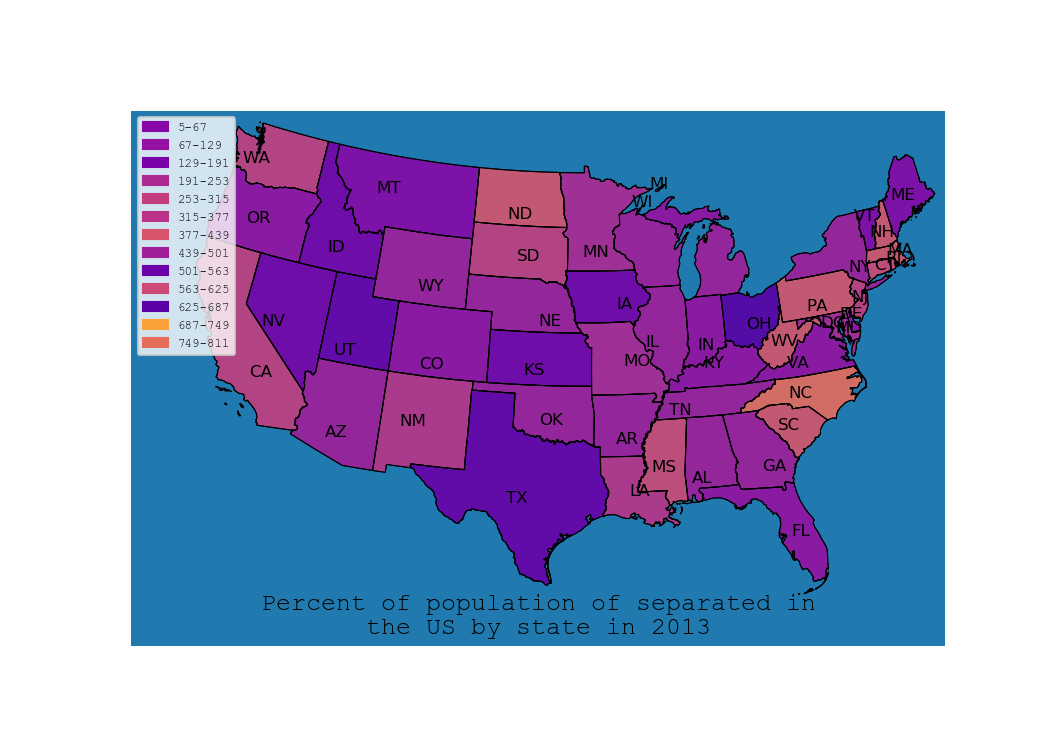 5–67
67–129
129–191
191–253
253–315
315–377
377–439
439–501
501–563
563–625
625–687
687–749
749–811
WA
MT
ND
MI
WI
ME
OR
ID
SD
MN
VT
NH
MA
WY
NY
NV
UT
CO
NE
IA
IL
IN
OH
PA
NJ
DE
WV
CA
KS
MO
KY
VA
AZ
NM
OK
AR
TN
NC
SC
TX
LA
MS
AL
GA
FL
Percent of population of separated in
the US by state in 2013